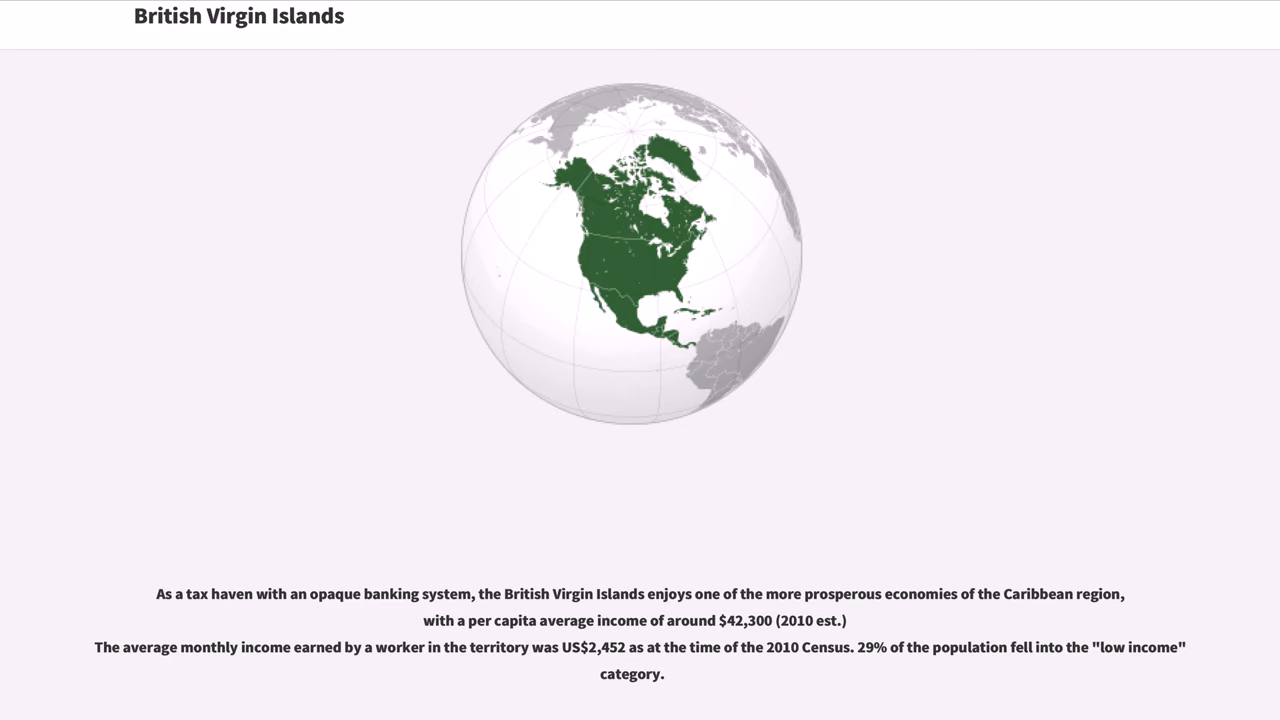 British Virgin Islands
As a tax haven with an opaque banking system, the British Virgin Islands enjoys one of the more prosperous economies of the Caribbean region,
with a per capita average income of around $42,300 (2010 est.)
The average monthly income earned by a worker in the territory was US$2,452 as at the time of the 2010 Census. 29% of the population fell into the "low income"
category.